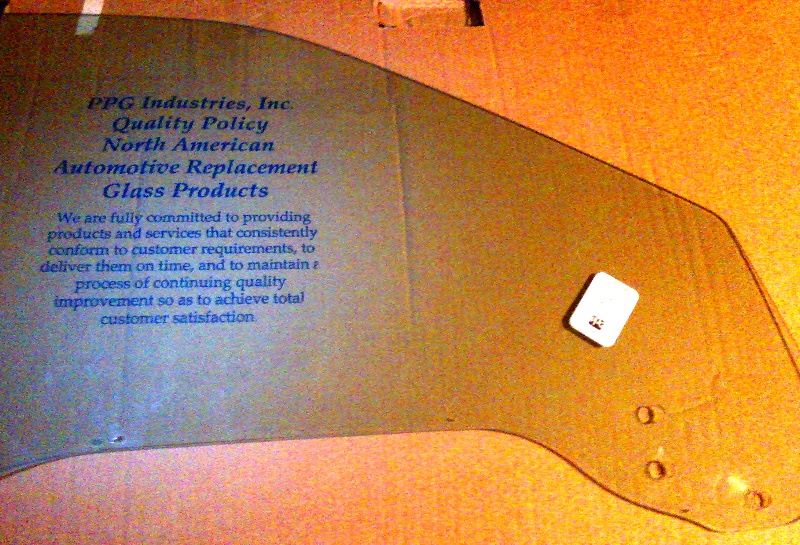 PPG Industries, Inc.
Quality Policy
North American
Automotive Replacement
Glass Products
We are fully committed to providing
products and services that consistently
conform to customer requirements, to
deliver them on time, and to maintain a
process of continuing quality
improvement so as to achieve total
customer satisfaction.